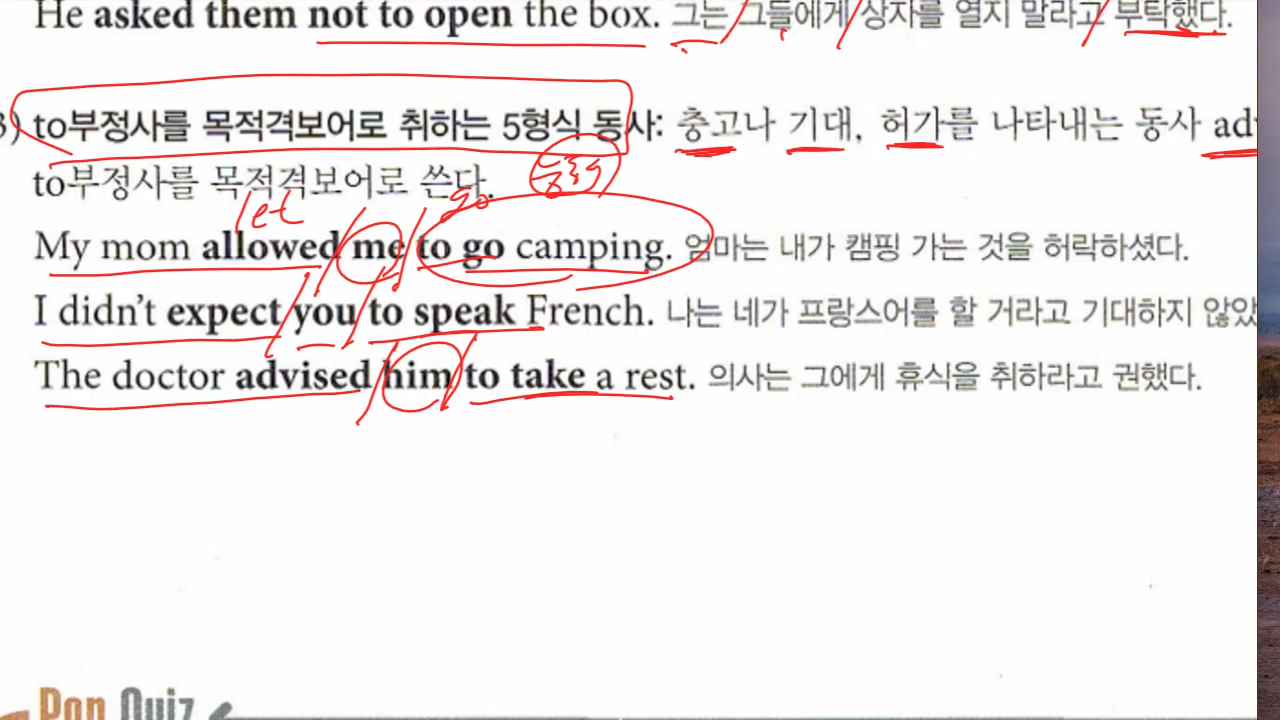 He asked them not to open the box. 그는 그들에게 상자를 열지 말라고 부탁했다.
3) to부정사를 목적격보어로 취하는 5형식 동사: 충고나 기대, 허가를 나타내는 동사
to부정사를 목적격보어로 쓴다.
let go
My mom allowed me to go camping. 엄마는 내가 캠핑 가는 것을 허락하셨다.
I didn't expect you to speak French. 나는 네가 프랑스어를 할 거라고 기대하지 않았
The doctor advised him to take a rest. 의사는 그에게 휴식을 취하라고 권했다.
Pop Quiz